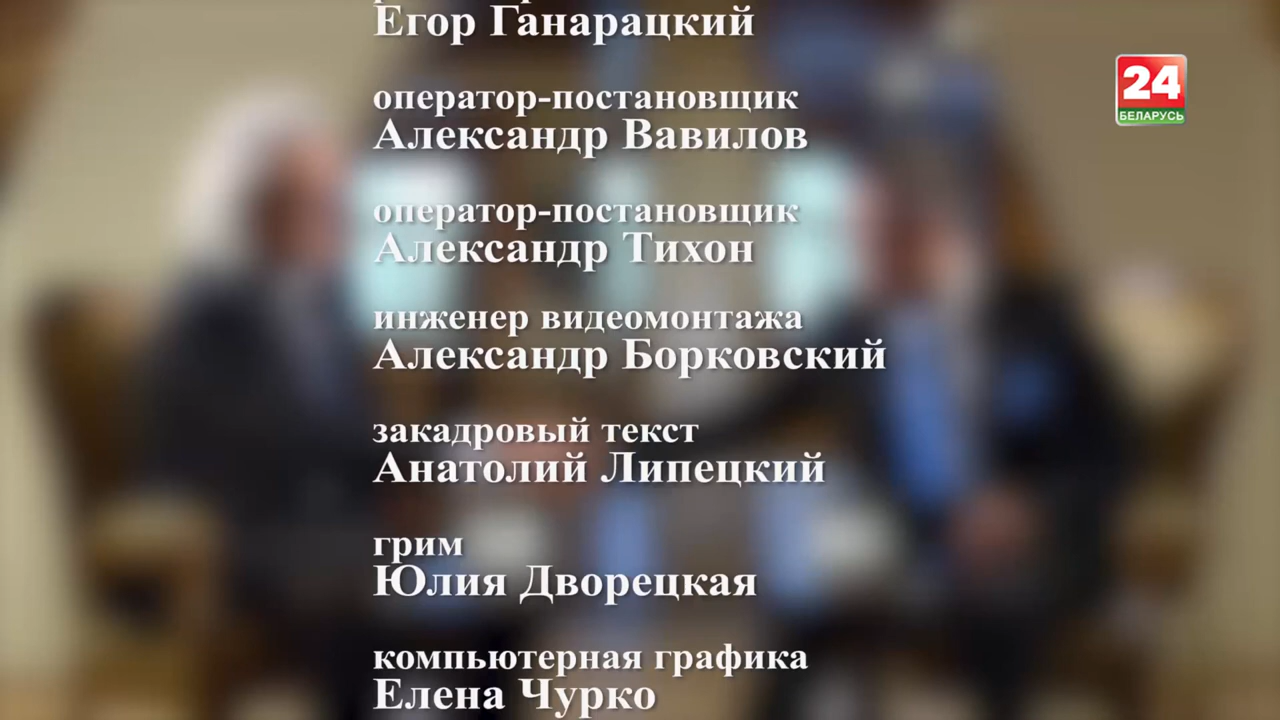 Егор Ганарацкий
24
БЕЛАРУСЬ
оператор-постановщик
Александр Вавилов
оператор-постановщик
Александр Тихон
инженер видеомонтажа
Александр Борковский
закадровый текст
Анатолий Липецкий
грим
Юлия Дворецкая
компьютерная графика
Елена Чурко